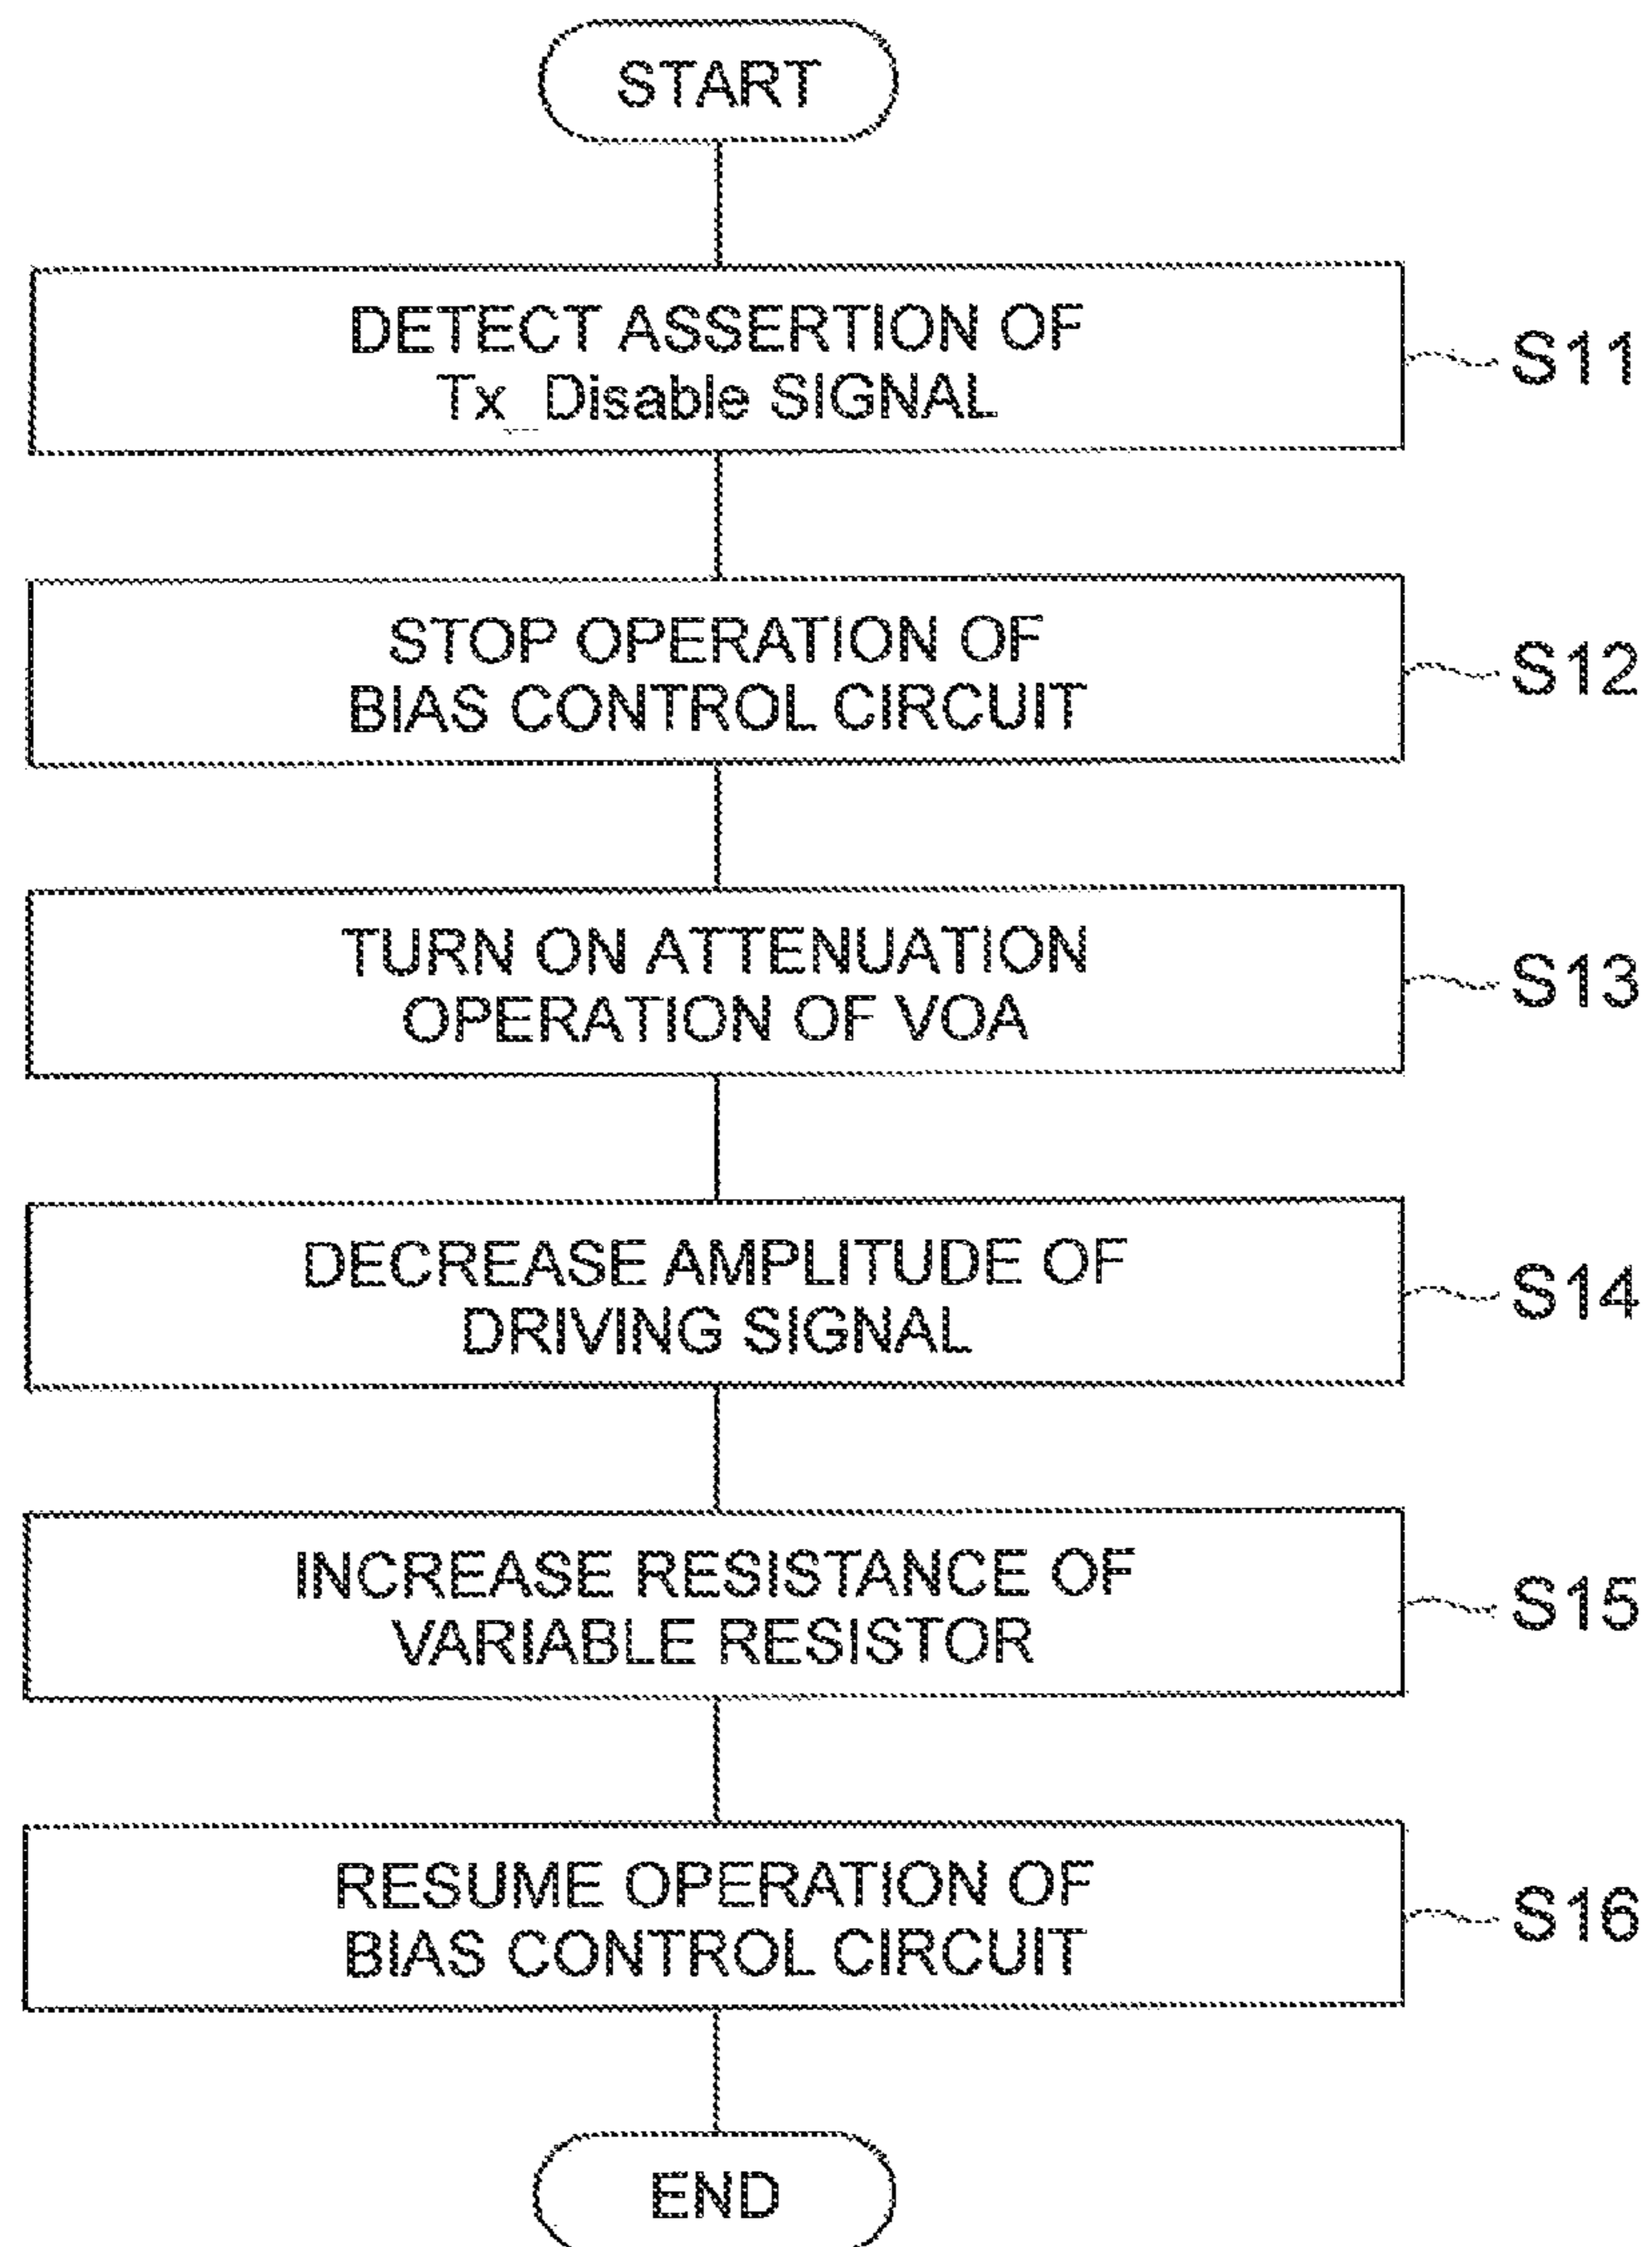 START
DETECT ASSERTION OF
Tx_Disable SIGNAL
S11
STOP OPERATION OF
BIAS CONTROL CIRCUIT
S12
TURN ON ATTENUATION
OPERATION OF VOA
S13
DECREASE AMPLITUDE OF
DRIVING SIGNAL
S14
INCREASE RESISTANCE OF
VARIABLE RESISTOR
S15
RESUME OPERATION OF
BIAS CONTROL CIRCUIT
S16
END